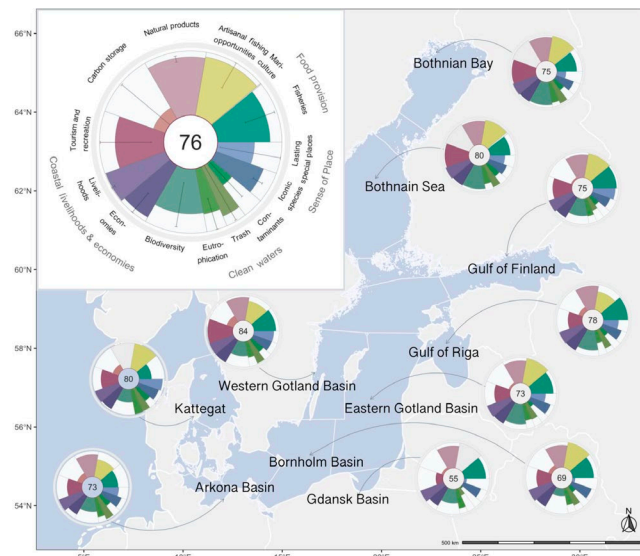 Natural products
Artisanal fishing
opportunities
Mari-
culture
Food provision
Fisheries
Carbon storage
Tourism and
recreation
76
Lasting
special places
Iconic
species
Sense of Place
Coastal livelihoods & economies
Liveli-
hoods
Econ-
omies
Biodiversity
Eutro-
phication
Trash
Con-
taminants
Clean waters
66°N
64°N
62°N
60°N
58°N
56°N
54°N
Bothnian Bay
75
Bothnain Sea
80
75
Gulf of Finland
78
Gulf of Riga
84
Western Gotland Basin
80
Kattegat
73
Eastern Gotland Basin
Bornholm Basin
69
Arkona Basin
73
Gdansk Basin
55
N
500 km